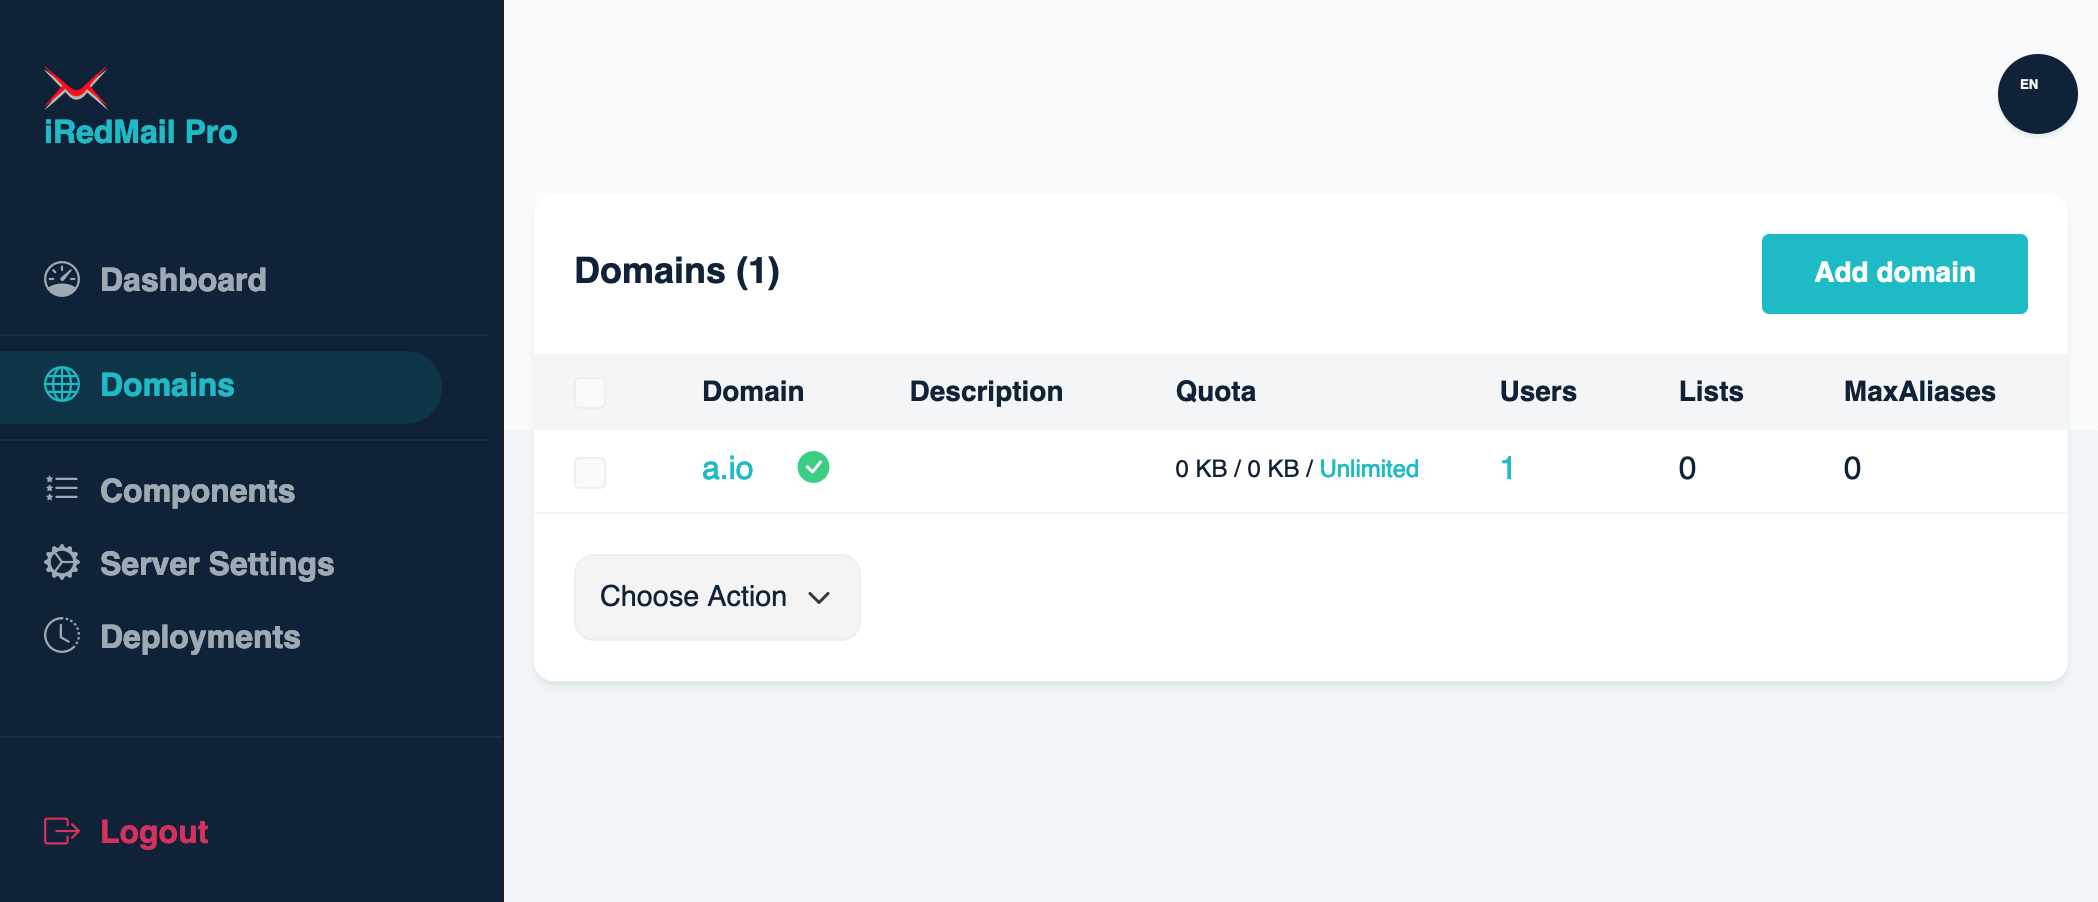 iRedMail Pro
EN
Dashboard
Domains
Components
Server Settings
Deployments
Logout
Domains (1)
Add domain
Domain Description Quota Users Lists MaxAliases
a.io 0 KB / 0 KB / Unlimited 1 0 0
Choose Action